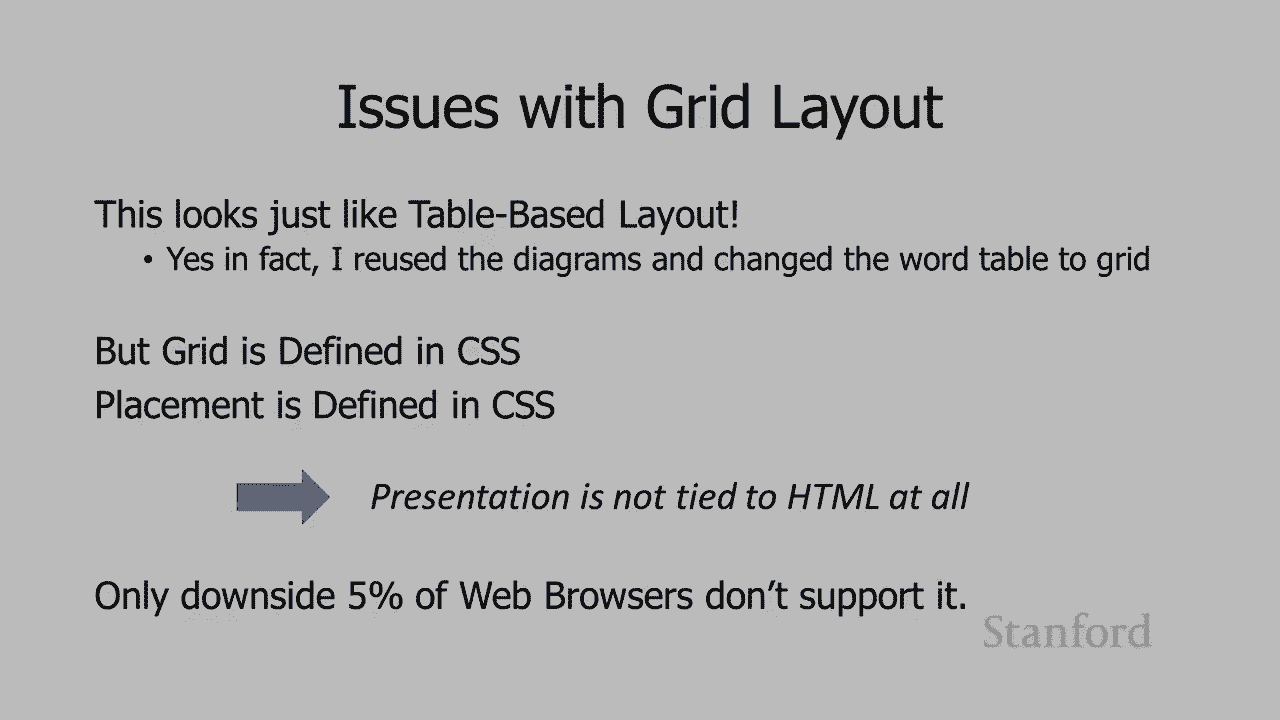 Issues with Grid Layout
This looks just like Table-Based Layout!
• Yes in fact, I reused the diagrams and changed the word table to grid
But Grid is Defined in CSS
Placement is Defined in CSS
Presentation is not tied to HTML at all
Only downside 5% of Web Browsers don’t support it.
Stanford